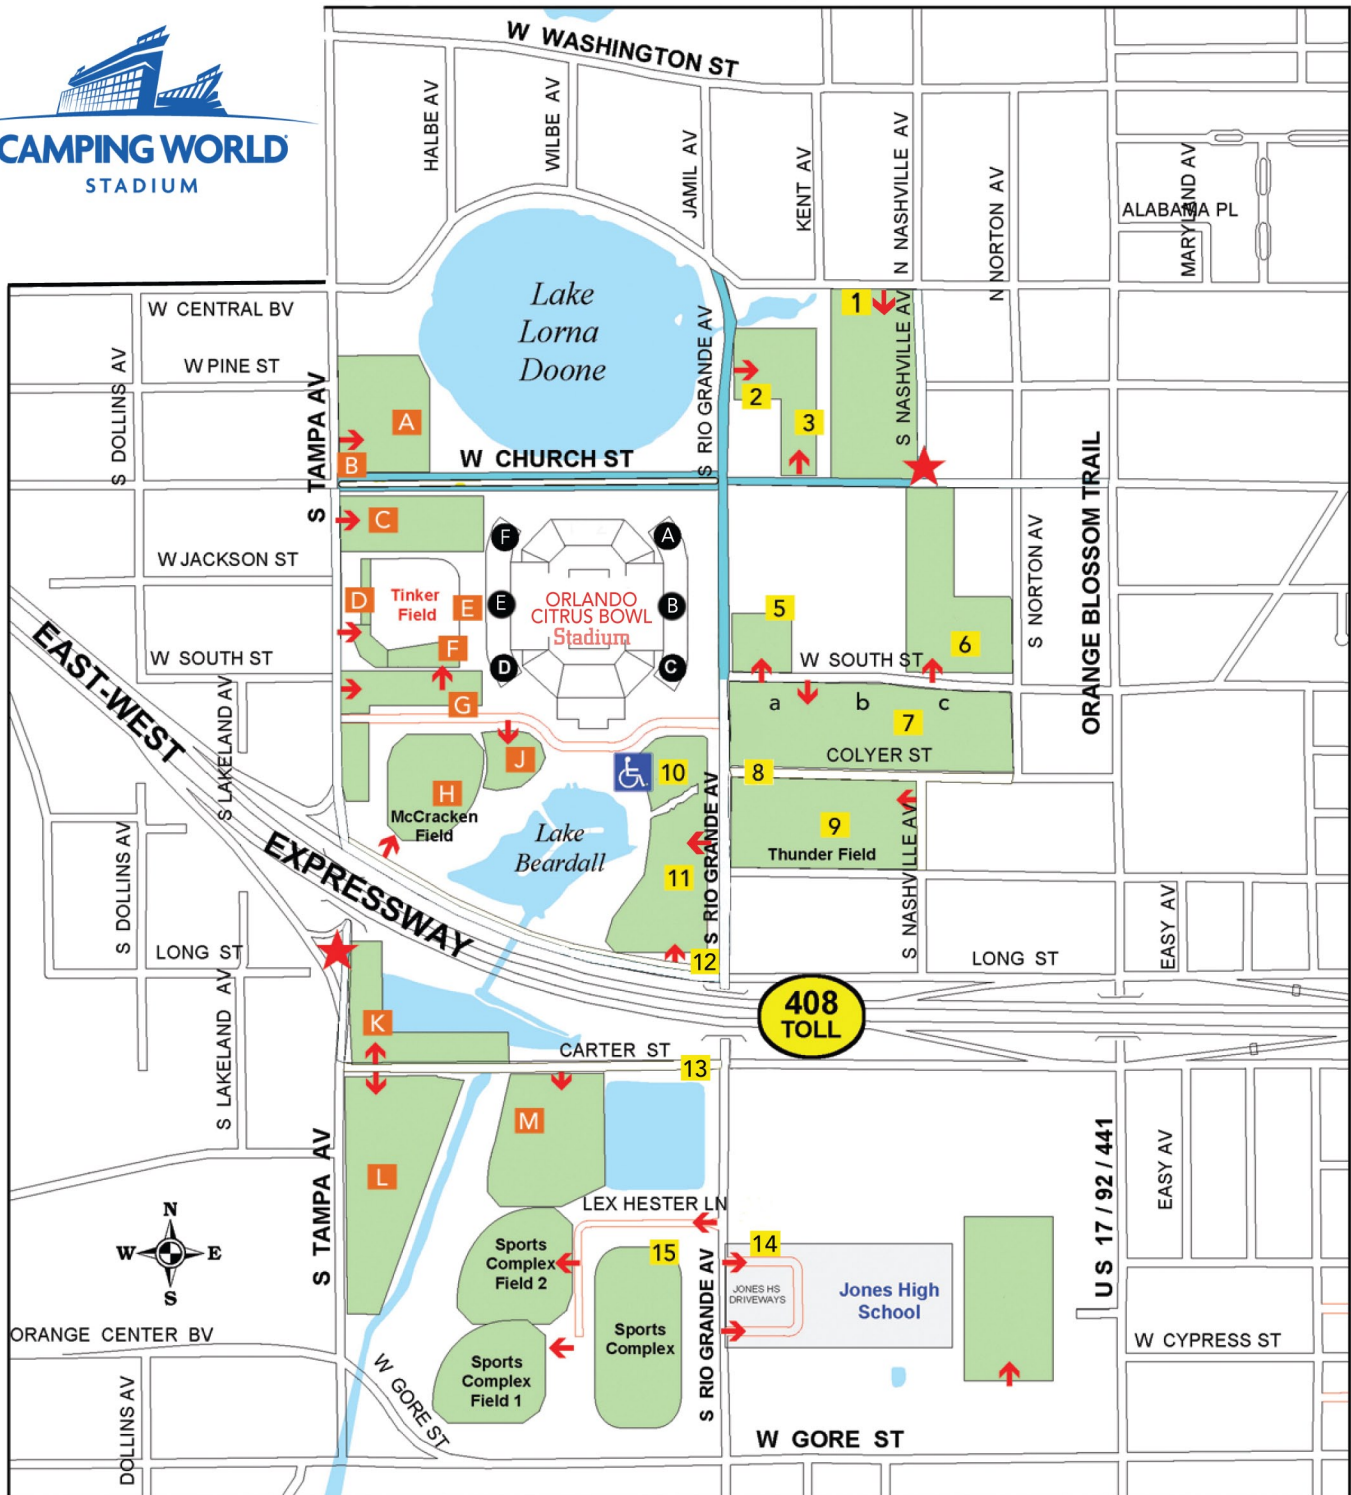 CAMPING WORLD
STADIUM
W WASHINGTON ST
HALBE AV
WILBE AV
JAMIL AV
KENT AV
N NASHVILLE AV
N NORTON AV
MARYLAND AV
ALABAMA PL
W CENTRAL BV
W PINE ST
S DOLLINS AV
S TAMPA AV
Lake
Lorna
Doone
S RIO GRANDE AV
1
2
3
S NASHVILLE AV
A
B
W CHURCH ST
C
W JACKSON ST
D
Tinker
Field
E
F
F
A
E
B
D
C
ORLANDO
CITRUS BOWL
Stadium
5
6
S NORTON AV
ORANGE BLOSSOM TRAIL
W SOUTH ST
W SOUTH ST
G
a
b
c
7
COLYER ST
EAST-WEST
EXPRESSWAY
S LAKELAND AV
J
H
McCracken
Field
10
8
Lake
Beardall
9
Thunder Field
11
S RIO GRANDE AV
S NASHVILLE AV
S DOLLINS AV
EASY AV
LONG ST
12
LONG ST
408
TOLL
S LAKELAND AV
K
CARTER ST
13
L
M
S TAMPA AV
LEX HESTER LN
US 17 / 92 / 441
EASY AV
N
W
E
S
Sports
Complex
Field 2
15
14
JONES HS
DRIVEWAYS
Jones High
School
Sports
Complex
S RIO GRANDE AV
Sports
Complex
Field 1
ORANGE CENTER BV
W CYPRESS ST
W GORE ST
DOLLINS AV
W GORE ST